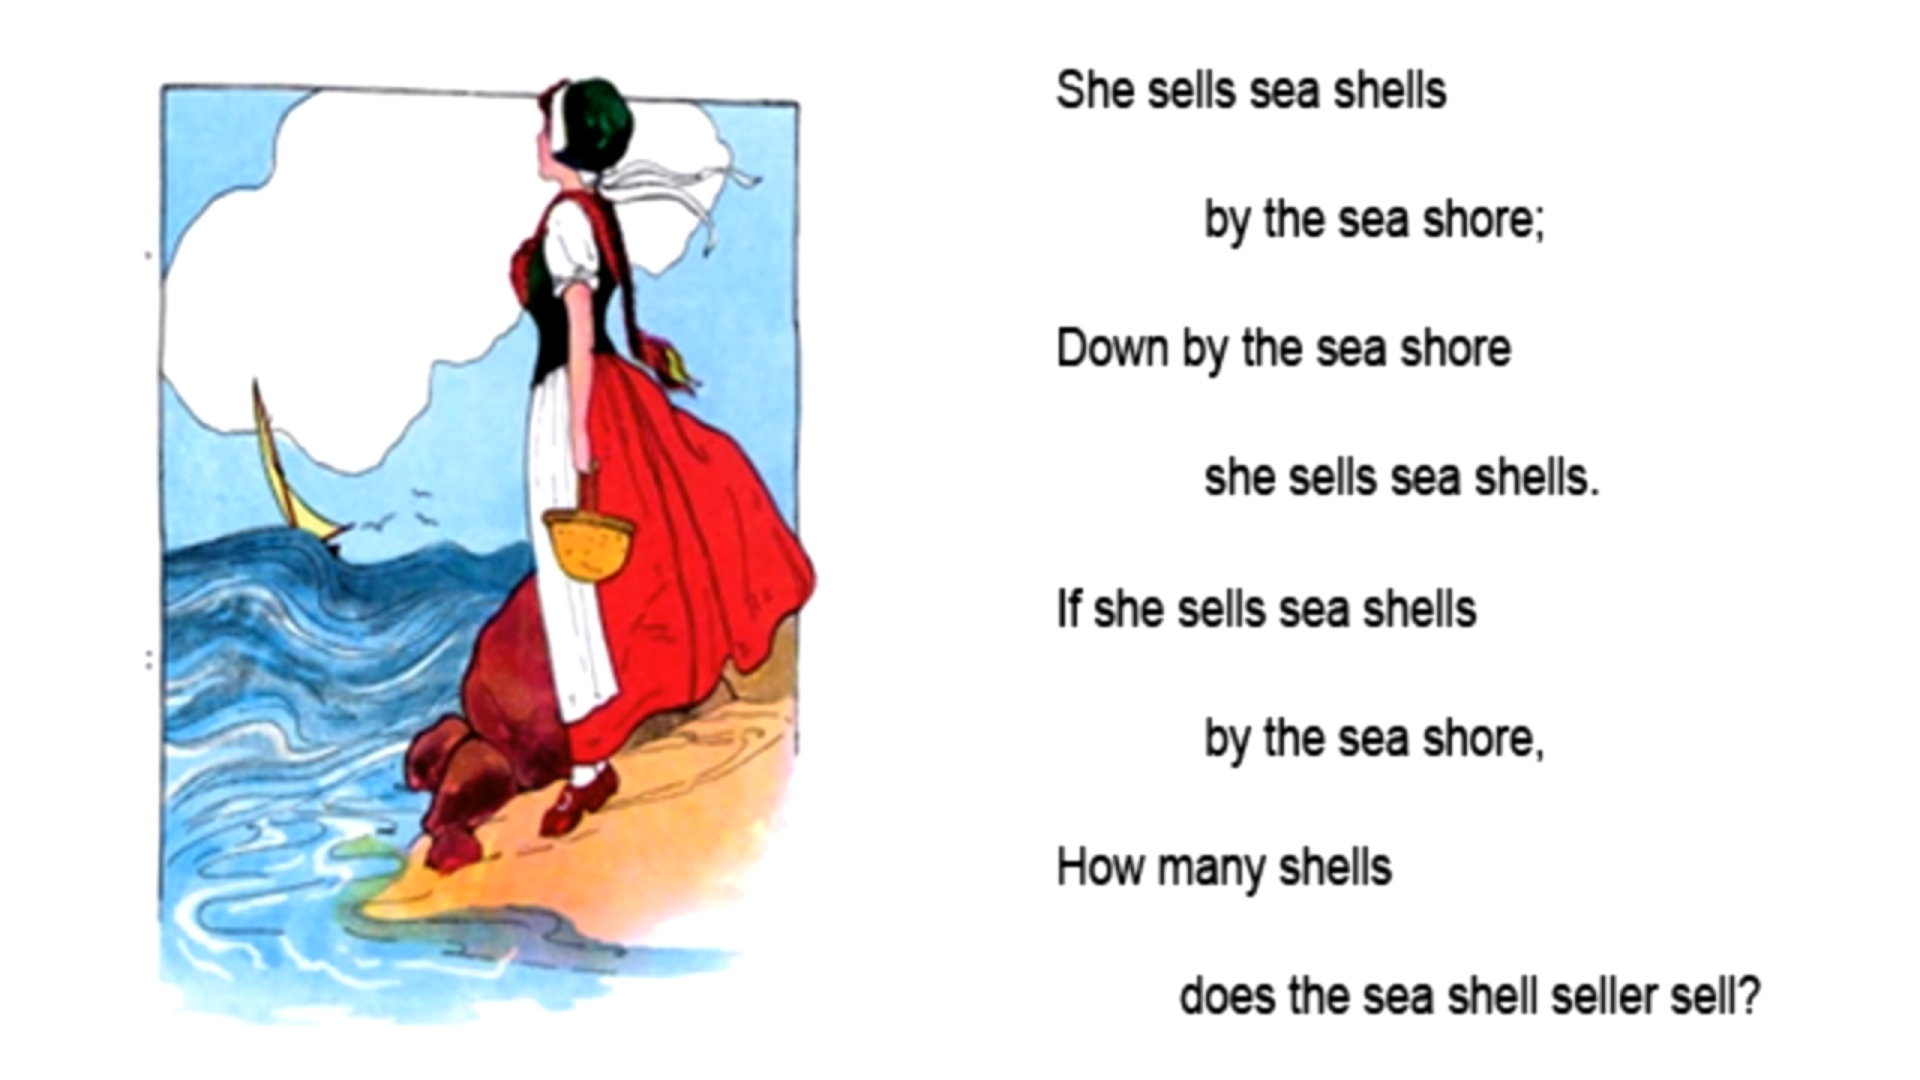 She sells sea shells
by the sea shore;
Down by the sea shore
she sells sea shells.
If she sells sea shells
by the sea shore,
How many shells
does the sea shell seller sell?